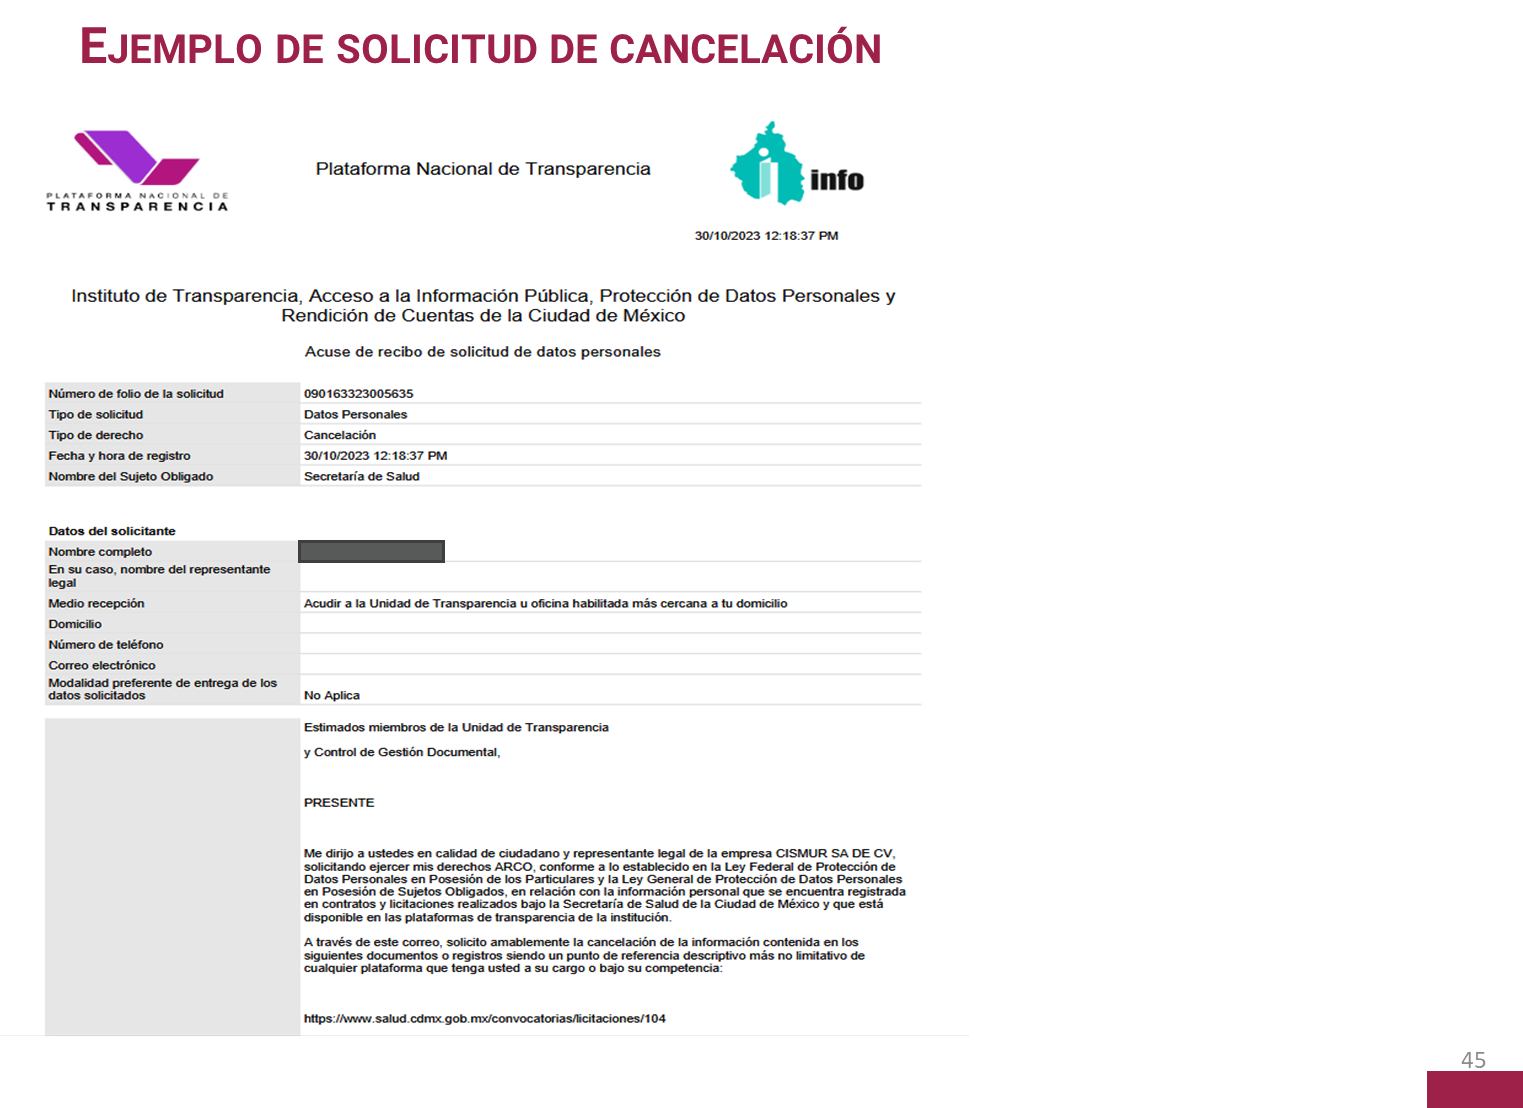 EJEMPLO DE SOLICITUD DE CANCELACIÓN
PLATAFORMA NACIONAL DE
TRANSPARENCIA
Plataforma Nacional de Transparencia
info
30/10/2023 12:18:37 PM
Instituto de Transparencia, Acceso a la Información Pública, Protección de Datos Personales y
Rendición de Cuentas de la Ciudad de México
Acuse de recibo de solicitud de datos personales
Número de folio de la solicitud 090163323005635
Tipo de solicitud Datos Personales
Tipo de derecho Cancelación
Fecha y hora de registro 30/10/2023 12:18:37 PM
Nombre del Sujeto Obligado Secretaría de Salud
Datos del solicitante
Nombre completo
En su caso, nombre del representante
legal
Medio recepción Acudir a la Unidad de Transparencia u oficina habilitada más cercana a tu domicilio
Domicilio
Número de teléfono
Correo electrónico
Modalidad preferente de entrega de los
datos solicitados No Aplica
Estimados miembros de la Unidad de Transparencia
y Control de Gestión Documental,
PRESENTE
Me dirijo a ustedes en calidad de ciudadano y representante legal de la empresa CISMUR SA DE CV,
solicitando ejercer mis derechos ARCO, conforme a lo establecido en la Ley Federal de Protección de
Datos Personales en Posesión de los Particulares y la Ley General de Protección de Datos Personales
en Posesión de Sujetos Obligados, en relación con la información personal que se encuentra registrada
en contratos y licitaciones realizados bajo la Secretaría de Salud de la Ciudad de México y que está
disponible en las plataformas de transparencia de la institución.
A través de este correo, solicito amablemente la cancelación de la información contenida en los
siguientes documentos o registros siendo un punto de referencia descriptivo más no limitativo de
cualquier plataforma que tenga usted a su cargo o bajo su competencia:
https://www.salud.cdmx.gob.mx/convocatorias/licitaciones/104
45